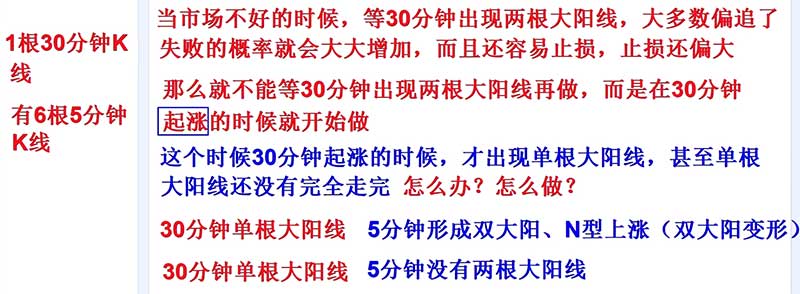 1根30分钟K
线
有6根5分钟
K线
当市场不好的时候，等30分钟出现两根大阳线，大多数偏追了
失败的概率就会大大增加，而且还容易止损，止损还偏大
那么就不能等30分钟出现两根大阳线再做，而是在30分钟
起涨的时候就开始做
这个时候30分钟起涨的时候，才出现单根大阳线，甚至单根
大阳线还没有完全走完 怎么办？怎么做？
30分钟单根大阳线 5分钟形成双大阳、N型上涨（双大阳变形）
30分钟单根大阳线 5分钟没有两根大阳线